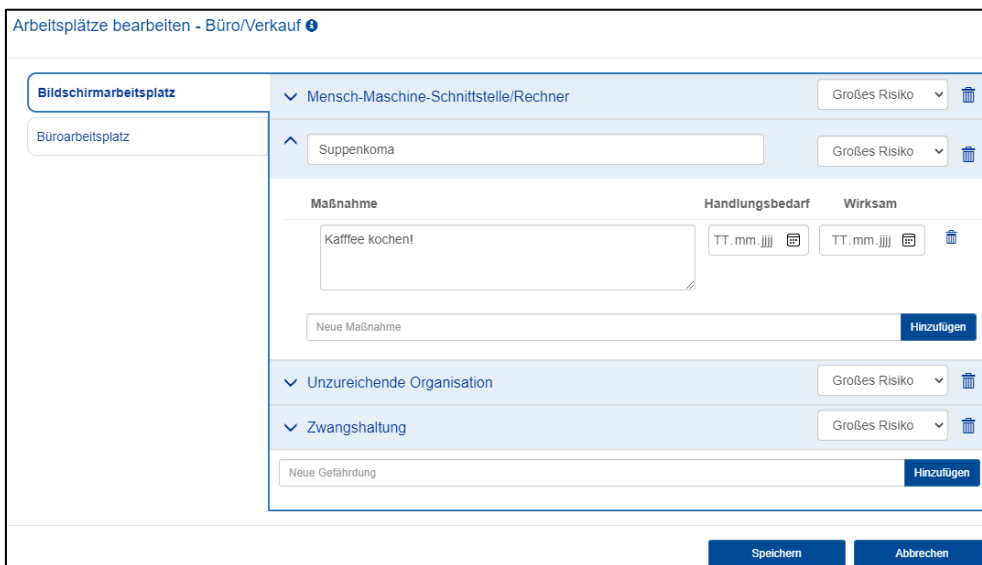 Arbeitsplätze bearbeiten - Büro/Verkauf
Bildschirmarbeitsplatz
Büroarbeitsplatz
Mensch-Maschine-Schnittstelle/Rechner Großes Risiko
Suppenkoma Großes Risiko
Maßnahme Handlungsbedarf Wirksam
Kafffee kochen! TT.mm.jjjj TT.mm.jjjj
Neue Maßnahme Hinzufügen
Unzureichende Organisation Großes Risiko
Zwangshaltung Großes Risiko
Neue Gefährdung Hinzufügen
Speichern Abbrechen